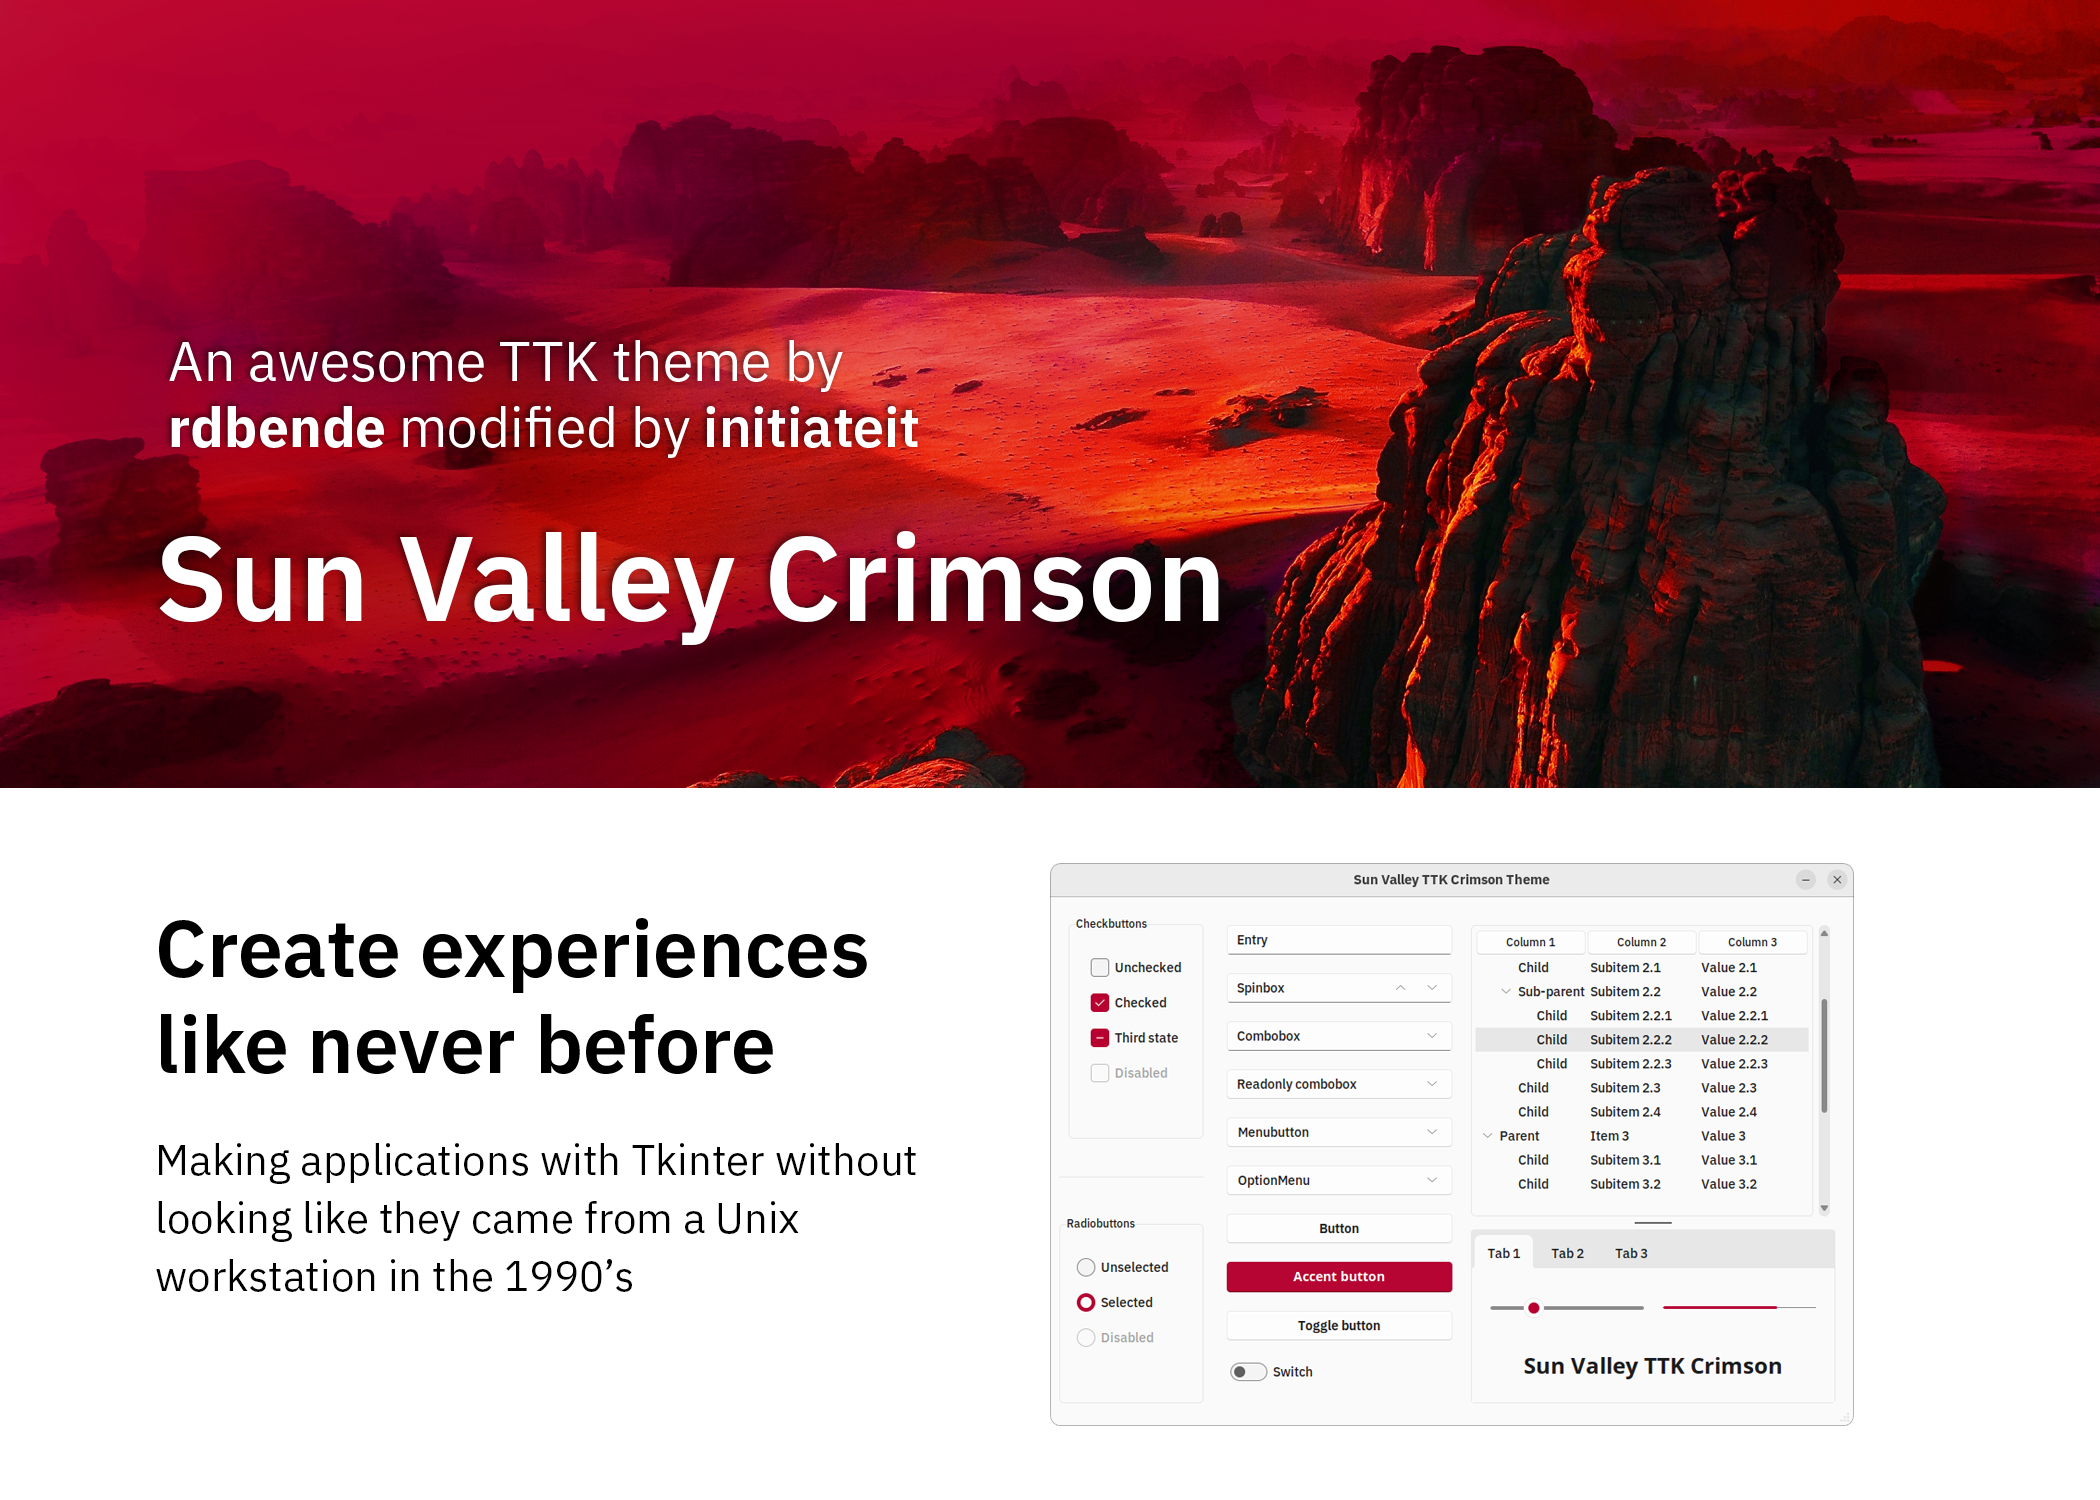 An awesome TTK theme by
rdbende modified by initiateit
Sun Valley Crimson
Create experiences
like never before
Making applications with Tkinter without
looking like they came from a Unix
workstation in the 1990’s
Sun Valley TTK Crimson Theme
Checkbuttons
Unchecked
Checked
Third state
Disabled
Radiobuttons
Unselected
Selected
Disabled
Entry
Spinbox
Combobox
Readonly combobox
Menubutton
OptionMenu
Button
Accent button
Toggle button
Switch
Column 1 Column 2 Column 3
Child Subitem 2.1 Value 2.1
Sub-parent Subitem 2.2 Value 2.2
Child Subitem 2.2.1 Value 2.2.1
Child Subitem 2.2.2 Value 2.2.2
Child Subitem 2.2.3 Value 2.2.3
Child Subitem 2.3 Value 2.3
Child Subitem 2.4 Value 2.4
Parent Item 3 Value 3
Child Subitem 3.1 Value 3.1
Child Subitem 3.2 Value 3.2
Tab 1 Tab 2 Tab 3
Sun Valley TTK Crimson